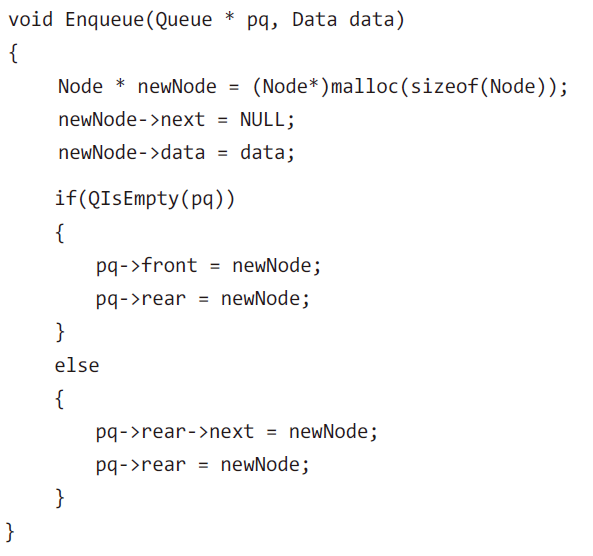 void Enqueue(Queue * pq, Data data)
{
    Node * newNode = (Node*)malloc(sizeof(Node));
    newNode->next = NULL;
    newNode->data = data;
    if(QIsEmpty(pq))
    {
        pq->front = newNode;
        pq->rear = newNode;
    }
    else
    {
        pq->rear->next = newNode;
        pq->rear = newNode;
    }
}